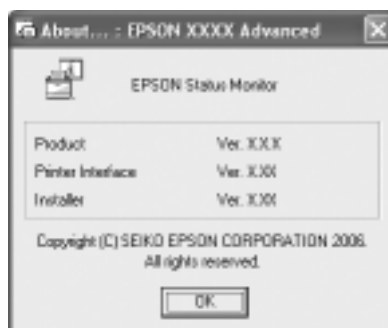 About... : EPSON XXXX Advanced
EPSON Status Monitor
Product Ver. X.X.X
Printer Interface Ver. X.XX
Installer Ver. X.XX
Copyright (C) SEIKO EPSON CORPORATION 2006.
All rights reserved.
OK